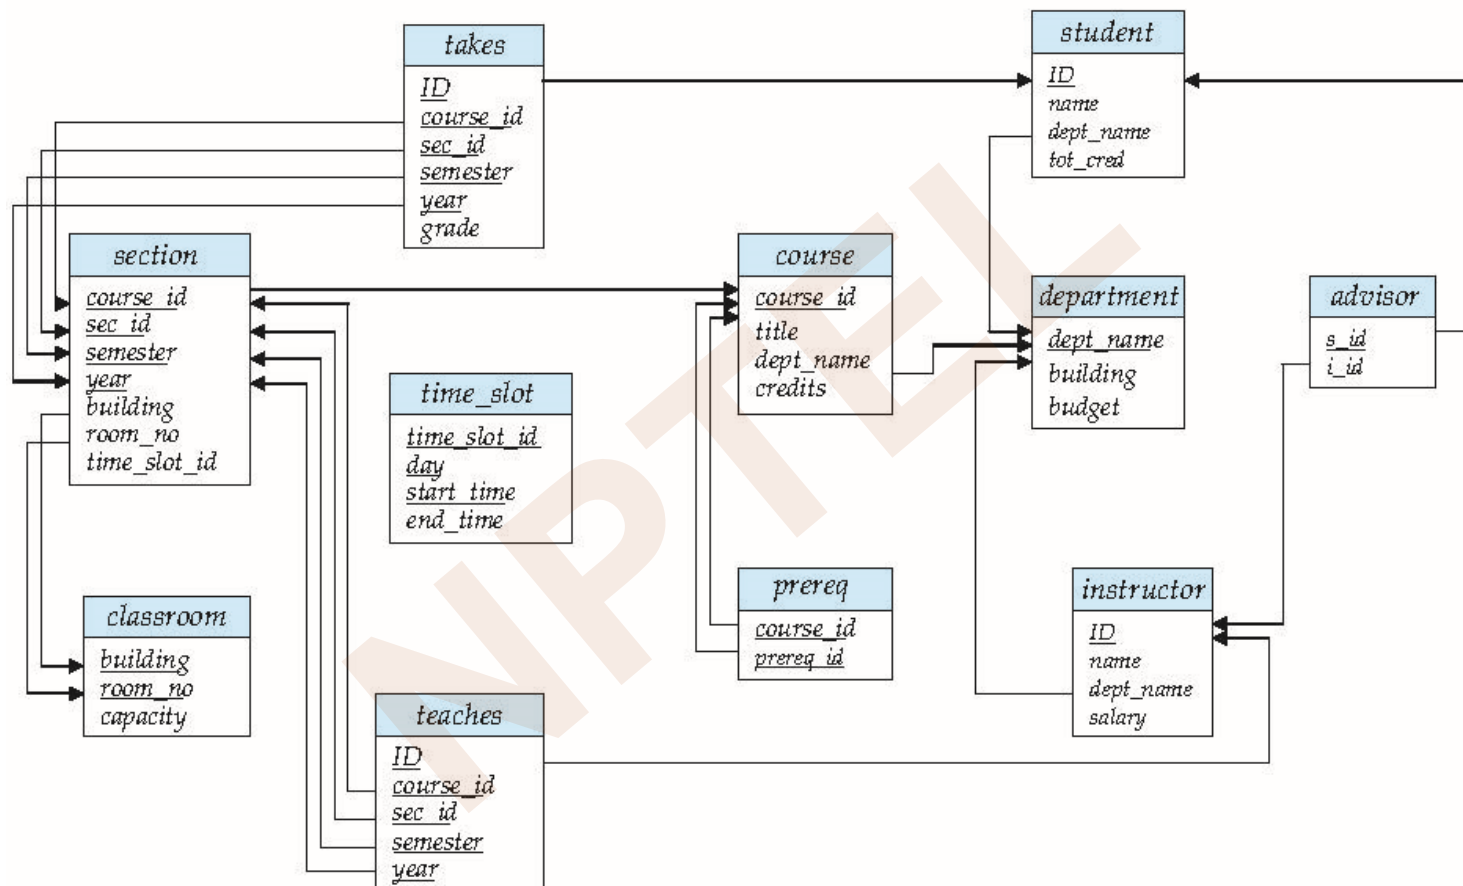 takes
ID
course_id
sec_id
semester
year
grade
student
ID
name
dept_name
tot_cred
section
course_id
sec_id
semester
year
building
room_no
time_slot_id
time_slot
time_slot_id
day
start_time
end_time
course
course_id
title
dept_name
credits
department
dept_name
building
budget
advisor
s_id
i_id
classroom
building
room_no
capacity
teaches
ID
course_id
sec_id
semester
year
prereq
course_id
prereq_id
instructor
ID
name
dept_name
salary
NPTEL